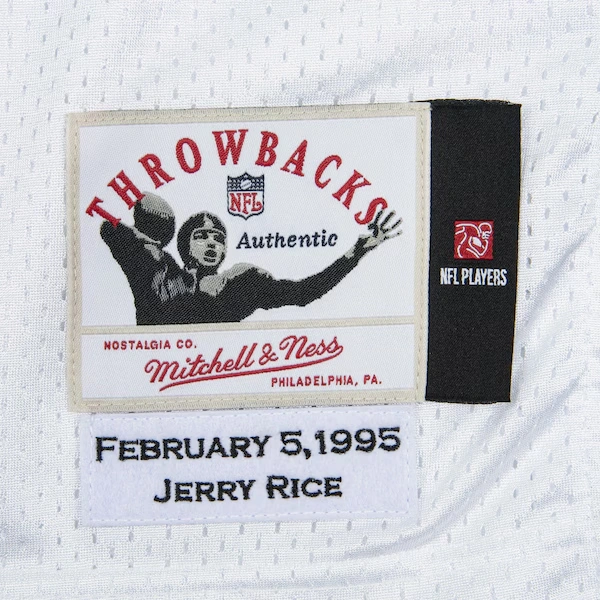 THROWBACKS
NFL
Authentic
NFL PLAYERS
NOSTALGIA CO.
Mitchell & Ness
PHILADELPHIA, PA.
FEBRUARY 5,1995
JERRY RICE